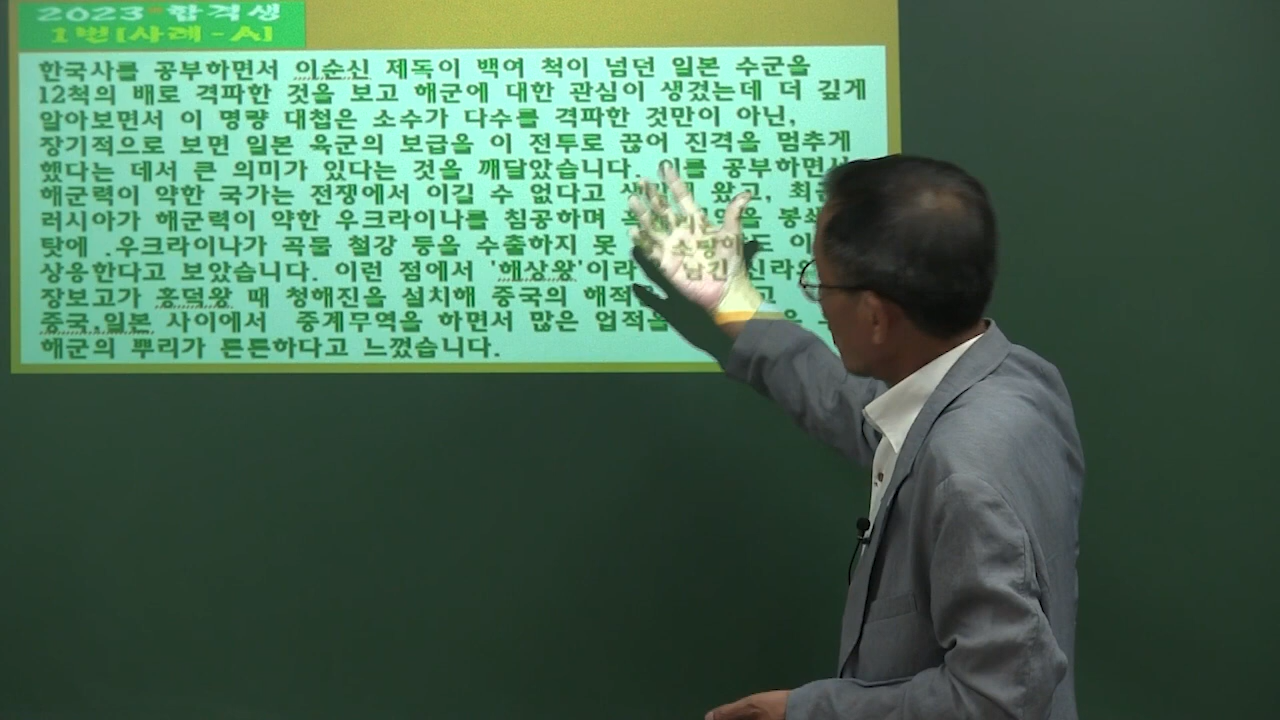 2023 합격생
1번[사례-A]
한국사를 공부하면서 이순신 제독이 백여 척이 넘던 일본 수군을
12척의 배로 격파한 것을 보고 해군에 대한 관심이 생겼는데 더 깊게
알아보면서 이 명량 대첩은 소수가 다수를 격파한 것만이 아닌,
장기적으로 보면 일본 육군의 보급을 이 전투로 끊어 진격을 멈추게
했다는 데서 큰 의미가 있다는 것을 깨달았습니다. 이를 공부하면서
해군력이 약한 국가는 전쟁에서 이길 수 없다고 왔고,
러시아가 해군력이 약한 우크라이나를 침공하며
탓에 .우크라이나가 곡물 철강 등을 수출하지 못
상응한다고 보았습니다. 이런 점에서 '해상왕'이라
장보고가 흥덕왕 때 청해진을 설치해 중국의
중국,일본 사이에서 중계무역을 하면서 많은 업적을
해군의 뿌리가 튼튼하다고 느꼈습니다.